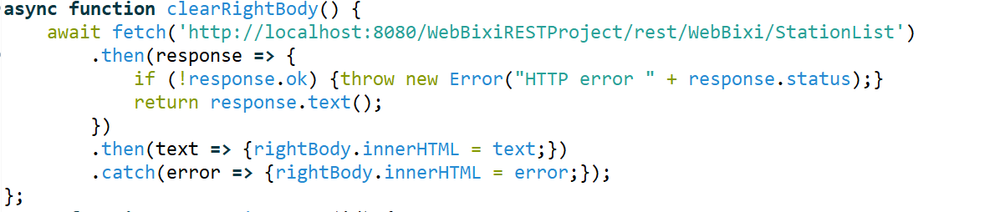 async function clearRightBody() {
    await fetch('http://localhost:8080/WebBixiRESTProject/rest/WebBixi/StationList')
        .then(response => {
            if (!response.ok) {throw new Error("HTTP error " + response.status);}
            return response.text();
        })
        .then(text => {rightBody.innerHTML = text;})
        .catch(error => {rightBody.innerHTML = error;});
};